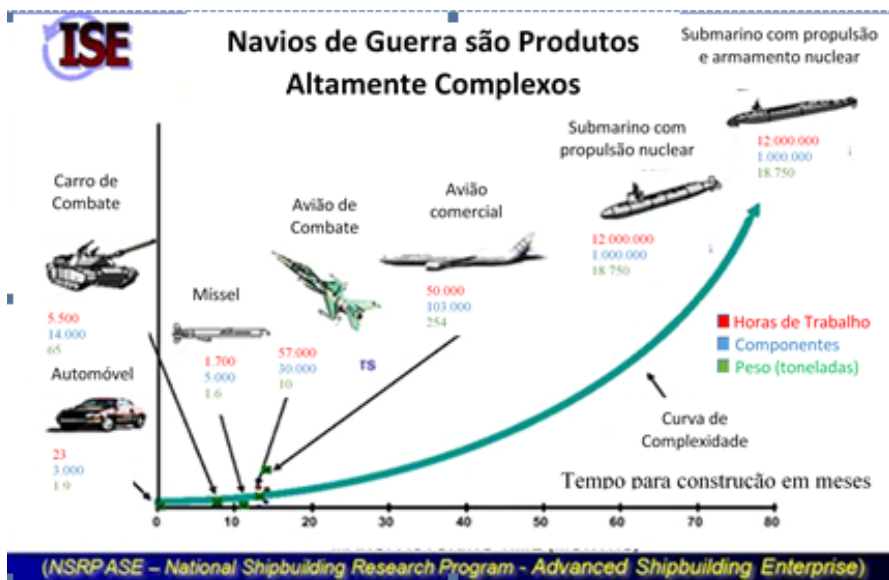 ISE
Navios de Guerra são Produtos
Altamente Complexos
Submarino com propulsão
e armamento nuclear
12.000.000
1.000.000
18.750
Submarino com
propulsão nuclear
12.000.000
1.000.000
18 750
Carro de
Combate
5.500
14.000
65
Míssel
1.700
5.000
1.6
Avião de
Combate
57.000
30.000
10
TS
Avião
comercial
50.000
103.000
254
Automóvel
23
3.000
1 9
Horas de Trabalho
Componentes
Peso (toneladas)
Curva de
Complexidade
Tempo para construção em meses
0 10 20 30 40 50 60 70 80
(NSRP ASE – National Shipbuilding Research Program - Advanced Shipbuilding Enterprise)